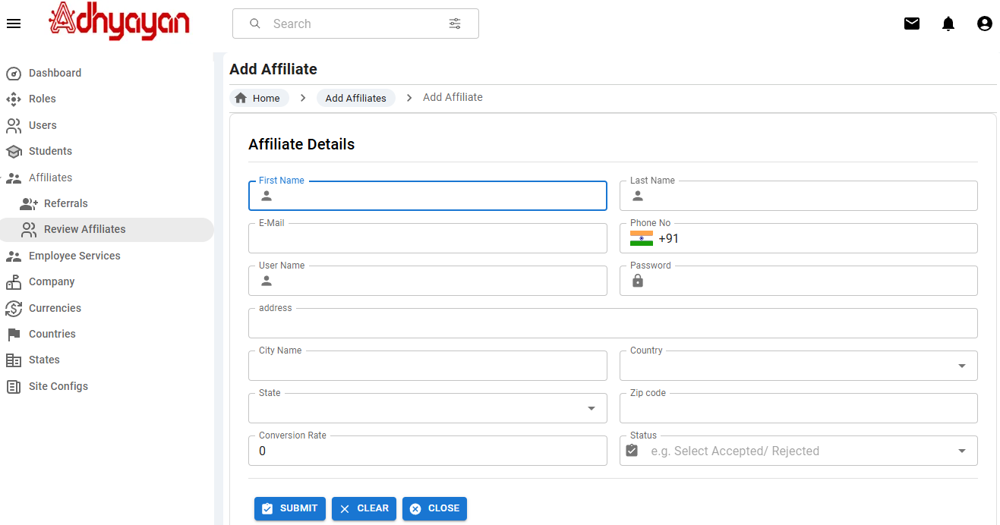 Adhyayan
Search
Dashboard
Roles
Users
Students
Affiliates
Referrals
Review Affiliates
Employee Services
Company
Currencies
Countries
States
Site Configs
Add Affiliate
Home > Add Affiliates > Add Affiliate
Affiliate Details
First Name
Last Name
E-Mail
Phone No
+91
User Name
Password
address
City Name
Country
State
Zip code
Conversion Rate
0
Status
e.g. Select Accepted/ Rejected
SUBMIT
CLEAR
CLOSE